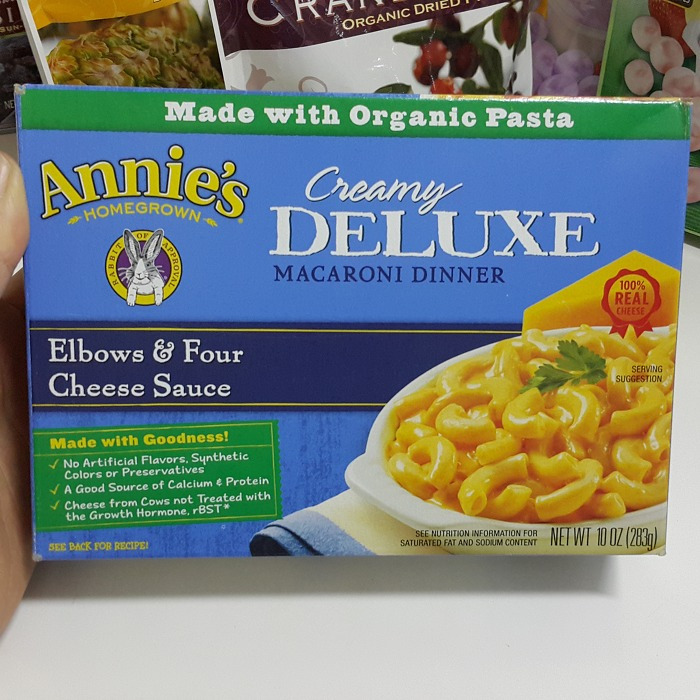 ORGANIC DRIED
Made with Organic Pasta
Annie's
HOMEGROWN
RABBIT OF APPROVAL
Creamy
DELUXE
MACARONI DINNER
100%
REAL
CHEESE
Elbows & Four
Cheese Sauce
SERVING
SUGGESTION
Made with Goodness!
✓ No Artificial Flavors, Synthetic
Colors or Preservatives
✓ A Good Source of Calcium & Protein
✓ Cheese from Cows not Treated with
the Growth Hormone, rBST*
SEE BACK FOR RECIPE!
SEE NUTRITION INFORMATION FOR
SATURATED FAT AND SODIUM CONTENT
NET WT 10 OZ (283g)